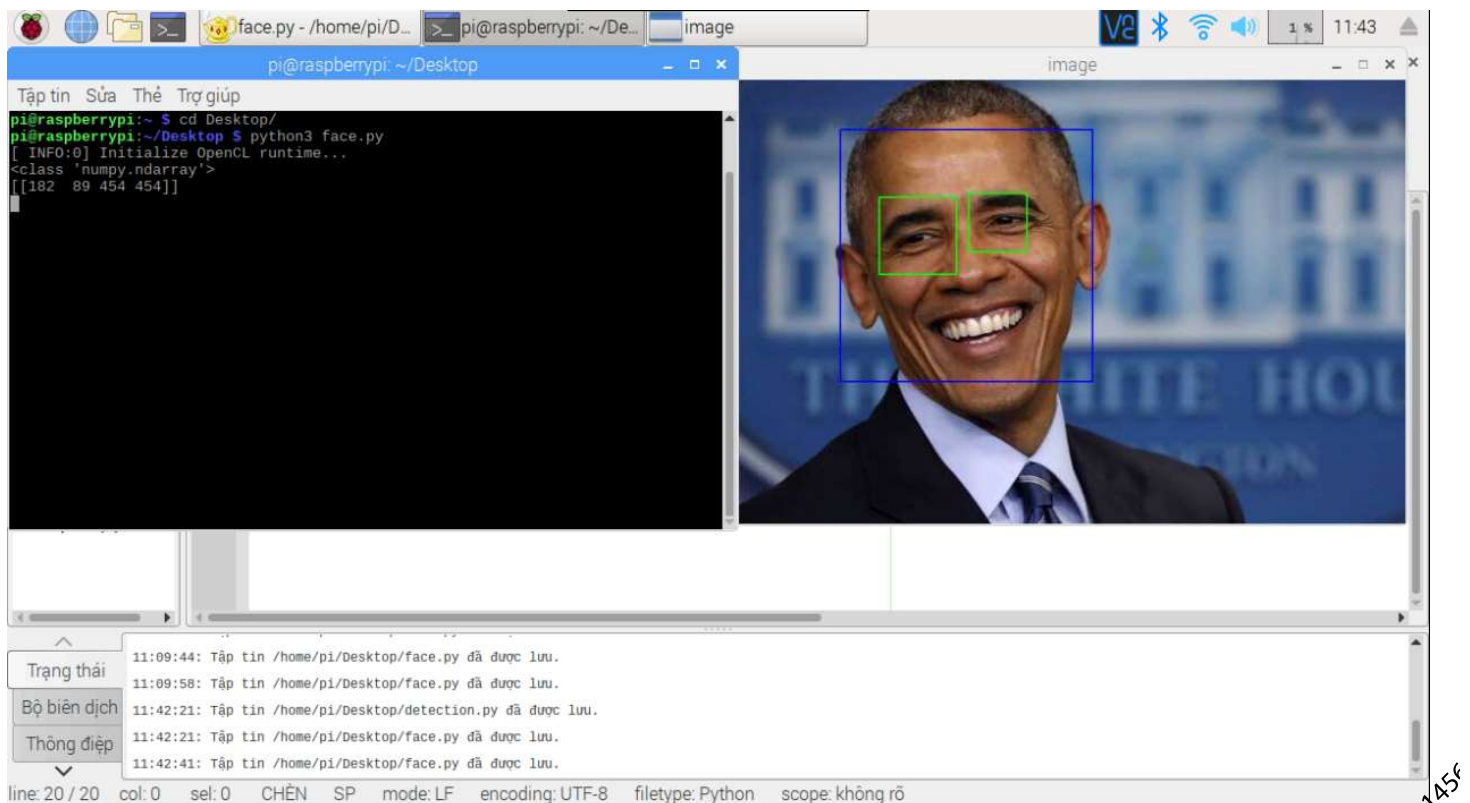 face.py - /home/pi/D...
pi@raspberrypi: ~/De...
image
V2
1 %
11:43
pi@raspberrypi: ~/Desktop
image
Tập tin Sửa Thẻ Trợ giúp
pi@raspberrypi:~ $ cd Desktop/
pi@raspberrypi:~/Desktop $ python3 face.py
[ INFO:0] Initialize OpenCL runtime...
<class 'numpy.ndarray'>
[[182  89 454 454]]
TH HITE HOU
Trạng thái
Bộ biên dịch
Thông điệp
11:09:44: Tập tin /home/pi/Desktop/face.py đã được lưu.
11:09:58: Tập tin /home/pi/Desktop/face.py đã được lưu.
11:42:21: Tập tin /home/pi/Desktop/detection.py đã được lưu.
11:42:21: Tập tin /home/pi/Desktop/face.py đã được lưu.
11:42:41: Tập tin /home/pi/Desktop/face.py đã được lưu.
line: 20 / 20 col: 0 sel: 0 CHÈN SP mode: LF encoding: UTF-8 filetype: Python scope: không rõ